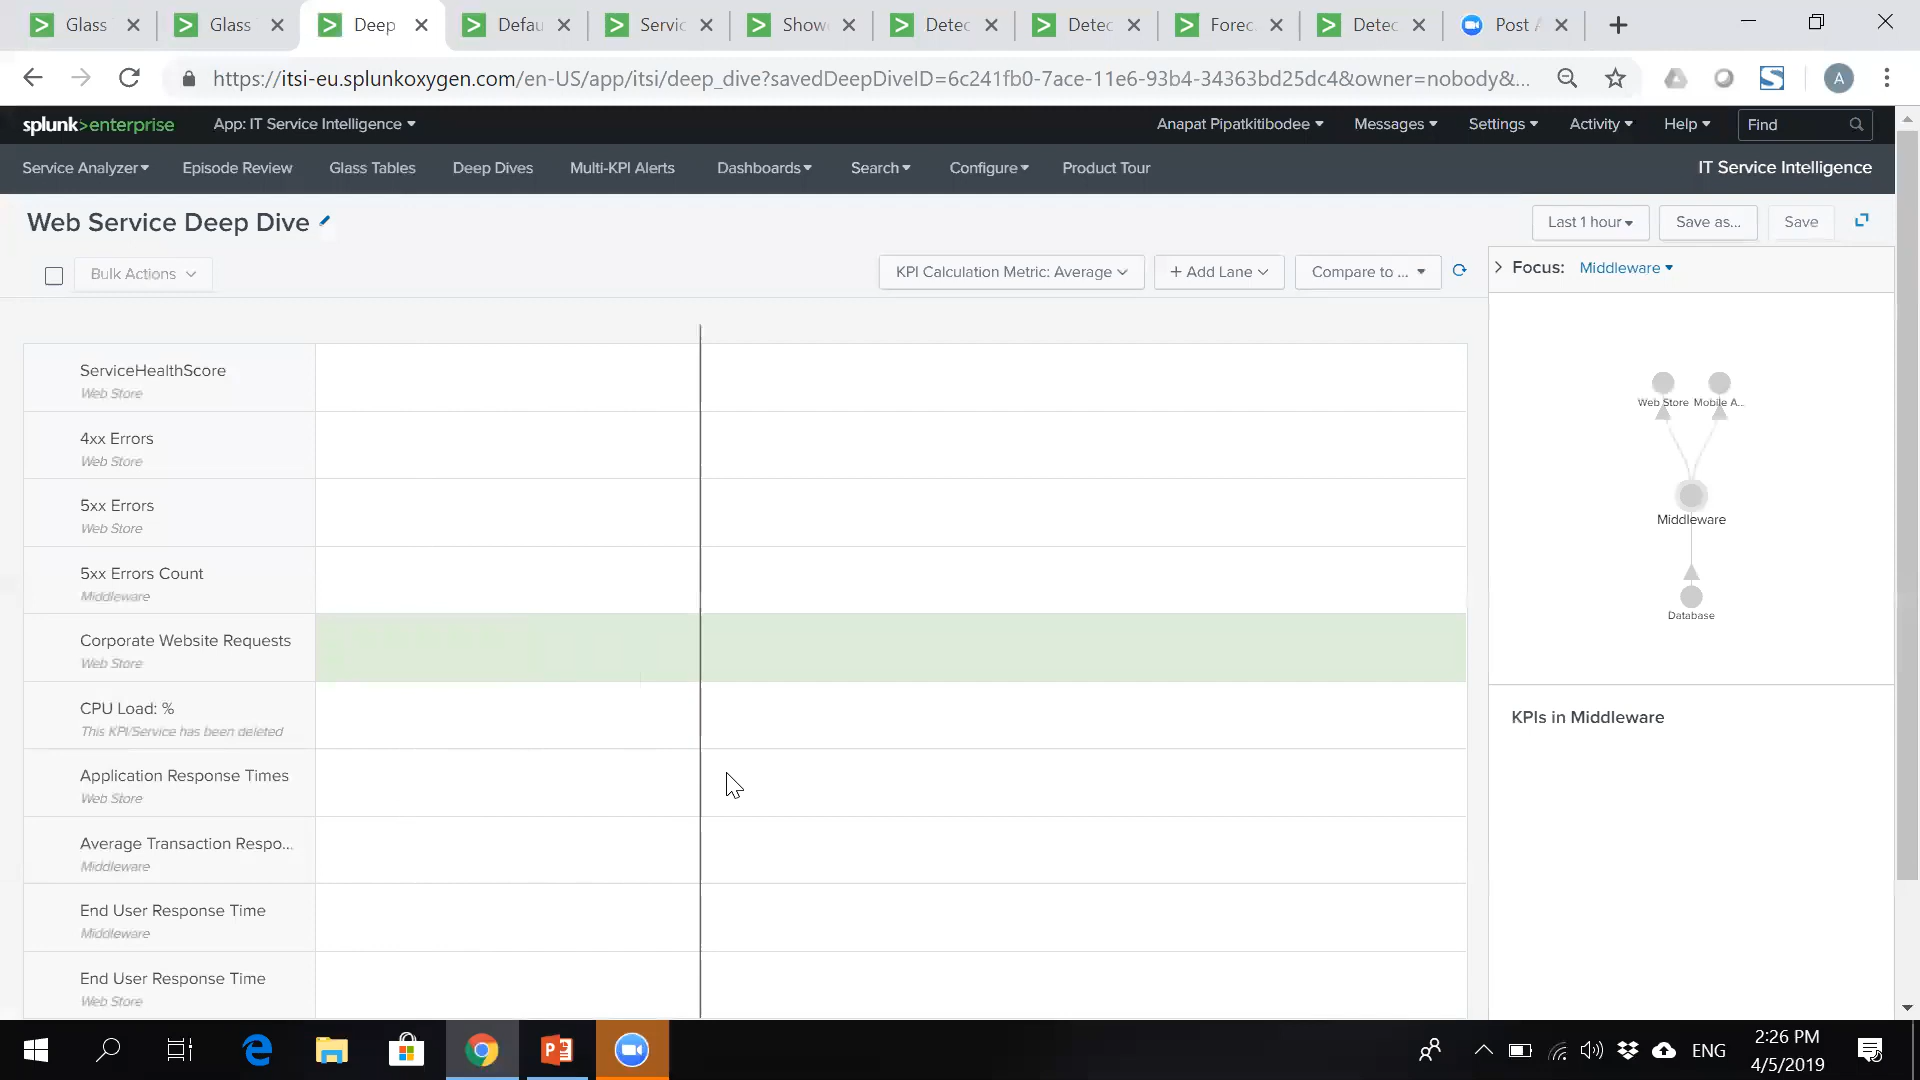 Glass
Glass
Deep
Defau
Servic
Show
Detec
Detec
Forec
Detec
Post A
https://itsi-eu.splunkoxygen.com/en-US/app/itsi/deep_dive?savedDeepDiveID=6c241fb0-7ace-11e6-93b4-34363bd25dc4&owner=nobody&...
A
splunk>enterprise
App: IT Service Intelligence
Anapat Pipatkitibodee
Messages
Settings
Activity
Help
Find
Service Analyzer
Episode Review
Glass Tables
Deep Dives
Multi-KPI Alerts
Dashboards
Search
Configure
Product Tour
IT Service Intelligence
Web Service Deep Dive
Last 1 hour
Save as...
Save
Bulk Actions
KPI Calculation Metric: Average
+ Add Lane
Compare to ...
Focus: Middleware
ServiceHealthScore
Web Store
4xx Errors
Web Store
5xx Errors
Web Store
5xx Errors Count
Middleware
Corporate Website Requests
Web Store
CPU Load: %
This KPI/Service has been deleted
Application Response Times
Web Store
Average Transaction Respo...
Middleware
End User Response Time
Middleware
End User Response Time
Web Store
Web Store
Mobile A...
Middleware
Database
KPIs in Middleware
ENG
2:26 PM
4/5/2019